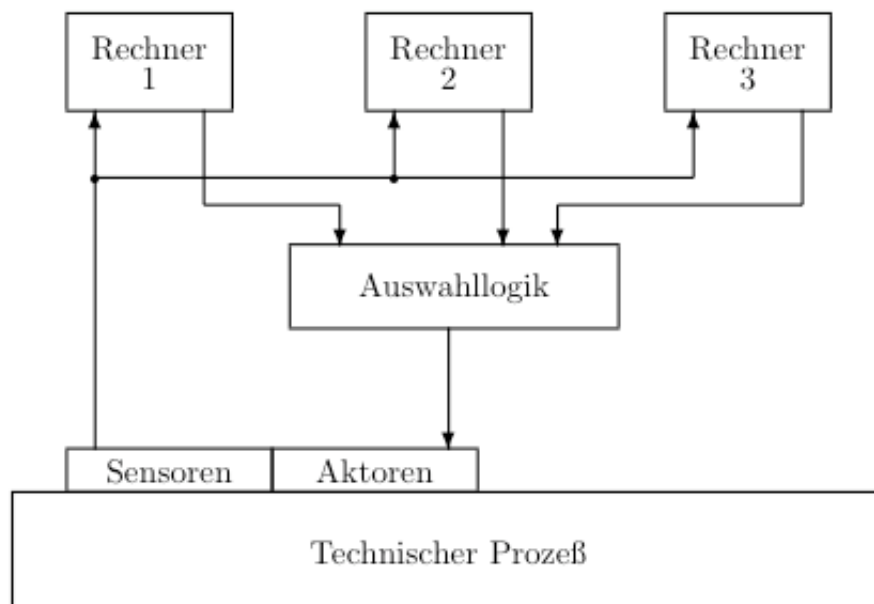 Rechner
1
Rechner
2
Rechner
3
Auswahllogik
Sensoren
Aktoren
Technischer Prozeß